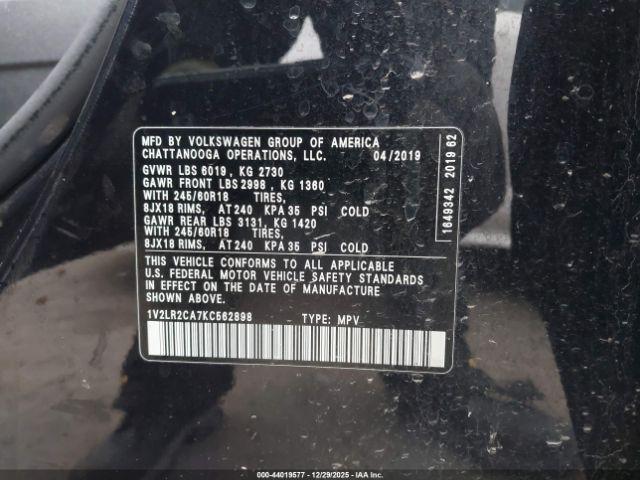 MFD BY VOLKSWAGEN GROUP OF AMERICA
CHATTANOOGA OPERATIONS, LLC. 04/2019
GVWR LBS 6019 , KG 2730
GAWR FRONT LBS 2998 , KG 1360
WITH 245/60R18 TIRES,
8JX18 RIMS, AT 240 KPA 35 PSI COLD
GAWR REAR LBS 3131, KG 1420
WITH 245/60R18 TIRES,
8JX18 RIMS, AT 240 KPA 35 PSI COLD
THIS VEHICLE CONFORMS TO ALL APPLICABLE
U.S. FEDERAL MOTOR VEHICLE SAFETY STANDARDS
IN EFFECT ON THE DATE OF MANUFACTURE
SHOWN ABOVE.
1V2LR2CA7KC562898 TYPE: MPV
1649342 2019 62
000-44019577 - 12/29/2025 - IAA Inc.